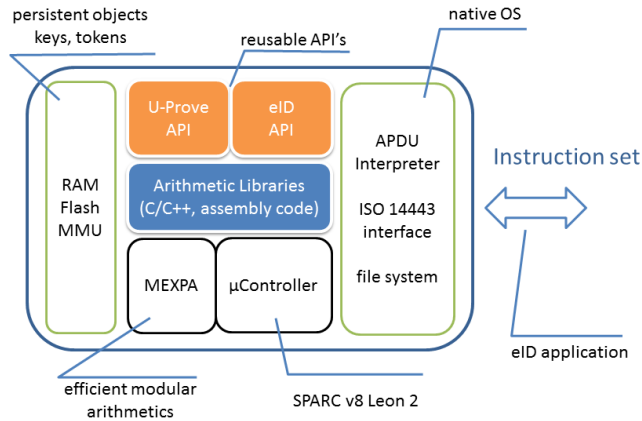 persistent objects
keys, tokens
reusable API's
native OS
U-Prove
API
eID
API
RAM
Flash
MMU
Arithmetic Libraries
(C/C++, assembly code)
MEXPA
µController
APDU
Interpreter
ISO 14443
interface
file system
Instruction set
efficient modular
arithmetics
SPARC v8 Leon 2
eID application